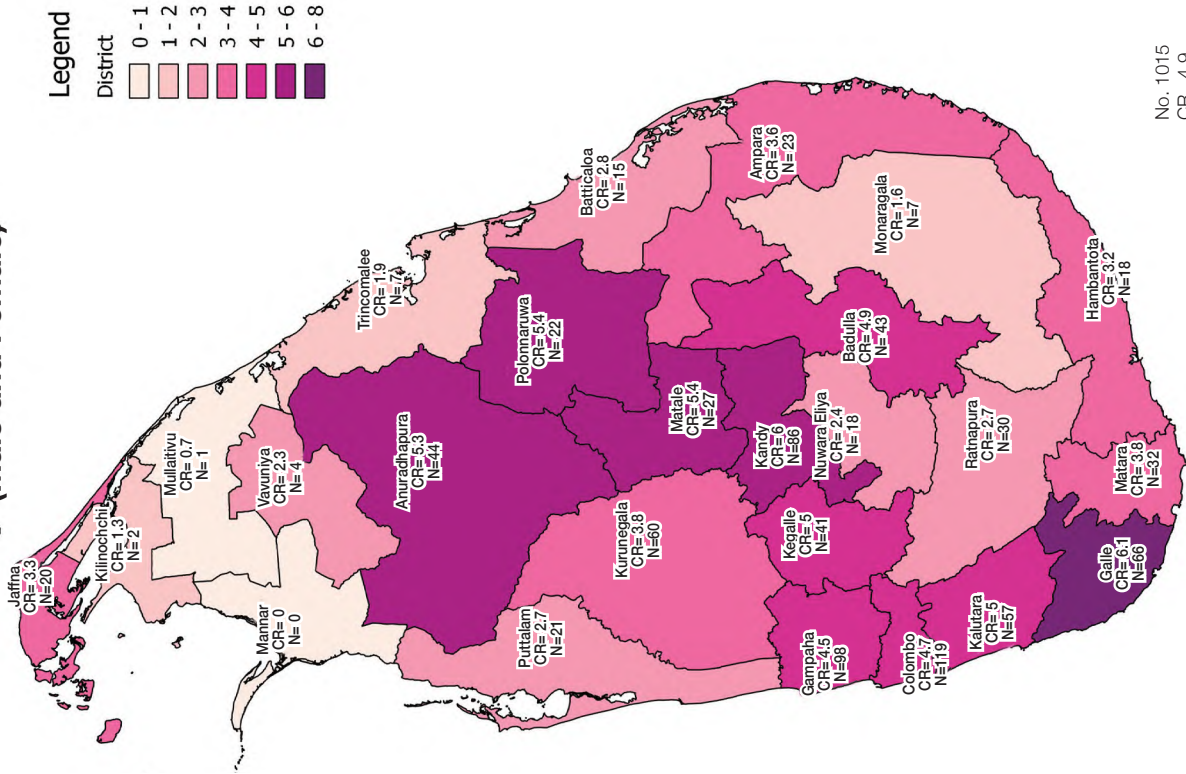 Legend
District
0 - 1
1 - 2
2 - 3
3 - 4
4 - 5
5 - 6
6 - 8
Jaffna
CR= 3.3
N=20
Kilinochchi
CR= 1.3
N= 2
Mullaitivu
CR= 0.7
N= 1
Mannar
CR= 0
N= 0
Vavuniya
CR= 2.3
N= 4
Trincomalee
CR= 1.9
N= 7
Anuradhapura
CR= 5.3
N=44
Polonnaruwa
CR= 5.4
N= 22
Batticaloa
CR= 2.8
N= 15
Puttalam
CR= 2.7
N=21
Kurunegala
CR= 3.8
N=60
Matale
CR= 5.4
N=27
Ampara
CR= 3.6
N= 23
Kandy
CR= 6
N=86
Kegalle
CR= 5
N=41
Nuwara Eliya
CR= 2.4
N= 18
Badulla
CR= 4.9
N= 43
Monaragala
CR= 1.6
N=7
Gampaha
CR= 4.5
N=98
Colombo
CR= 4.7
N=119
Kalutara
CR= 5
N=57
Ratnapura
CR= 2.7
N=30
Hambantota
CR= 3.2
N=18
Galle
CR= 6.1
N=66
Matara
CR= 3.8
N=32
No. 1015
CR 4.9